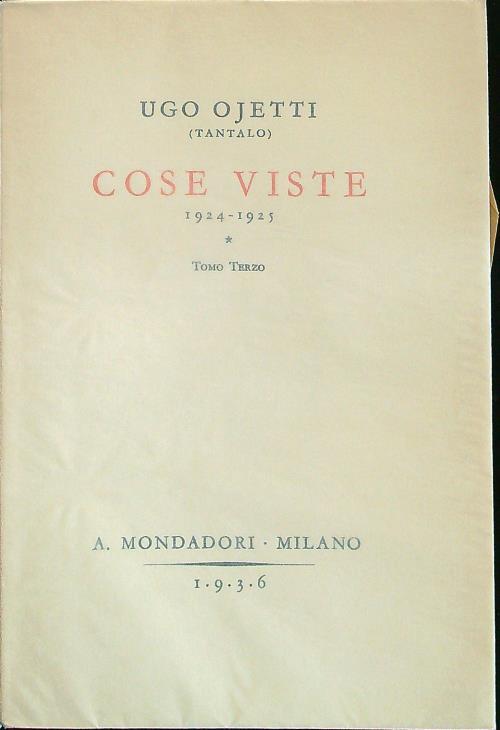 UGO OJETTI
(TANTALO)
COSE VISTE
1924-1925
*
TOMO TERZO
A. MONDADORI · MILANO
1·9·3·6